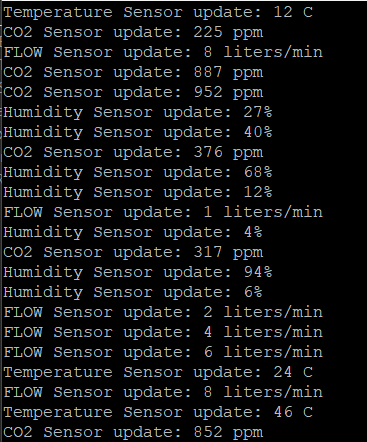 Temperature Sensor update: 12 C
CO2 Sensor update: 225 ppm
FLOW Sensor update: 8 liters/min
CO2 Sensor update: 887 ppm
CO2 Sensor update: 952 ppm
Humidity Sensor update: 27%
Humidity Sensor update: 40%
CO2 Sensor update: 376 ppm
Humidity Sensor update: 68%
Humidity Sensor update: 12%
FLOW Sensor update: 1 liters/min
Humidity Sensor update: 4%
CO2 Sensor update: 317 ppm
Humidity Sensor update: 94%
Humidity Sensor update: 6%
FLOW Sensor update: 2 liters/min
FLOW Sensor update: 4 liters/min
FLOW Sensor update: 6 liters/min
Temperature Sensor update: 24 C
FLOW Sensor update: 8 liters/min
Temperature Sensor update: 46 C
CO2 Sensor update: 852 ppm